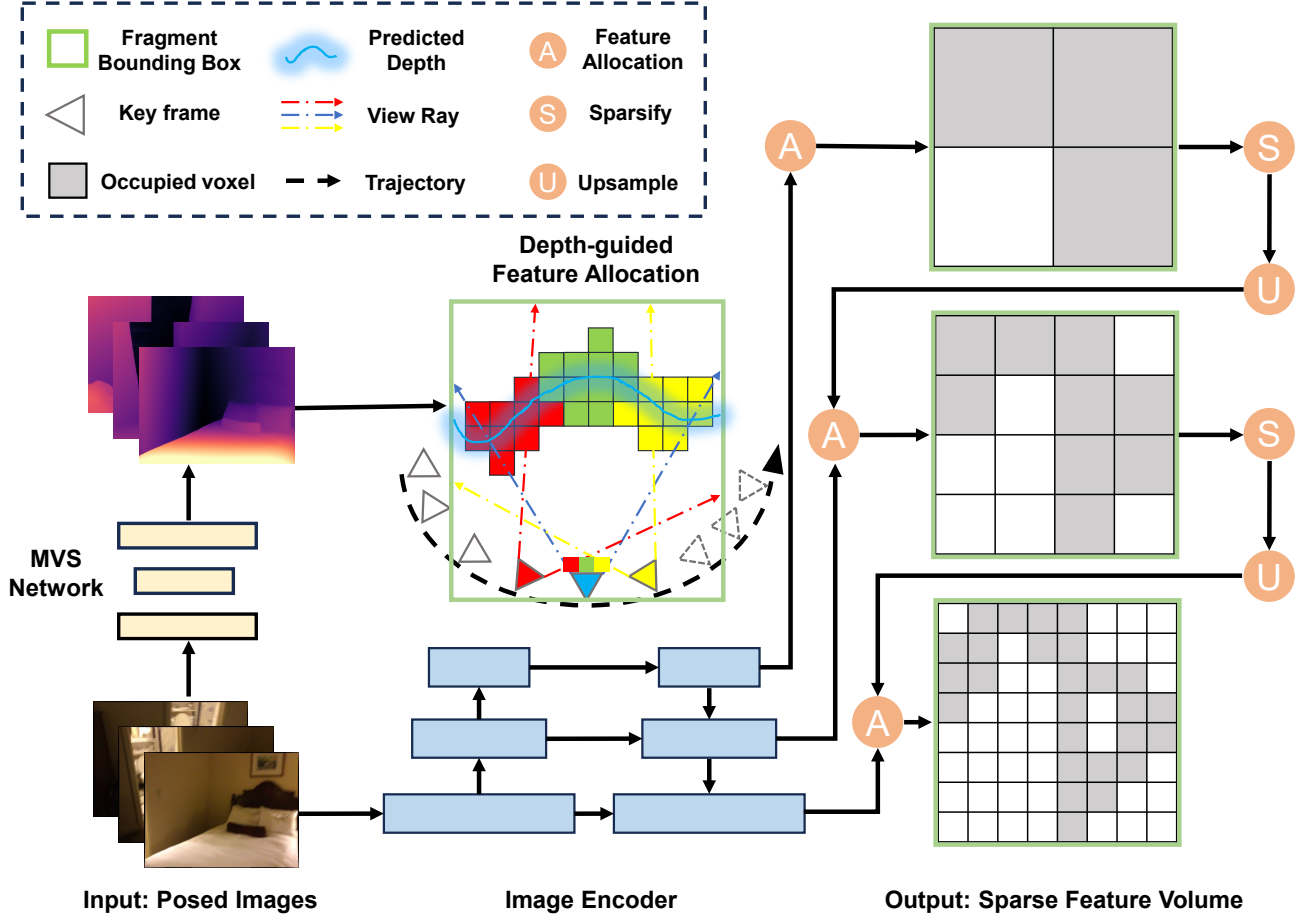 Fragment
Bounding Box
Predicted
Depth
A
Feature
Allocation
Key frame
View Ray
S
Sparsify
Occupied voxel
Trajectory
U
Upsample
A
S
U
Depth-guided
Feature Allocation
A
S
U
MVS
Network
A
Input: Posed Images
Image Encoder
Output: Sparse Feature Volume